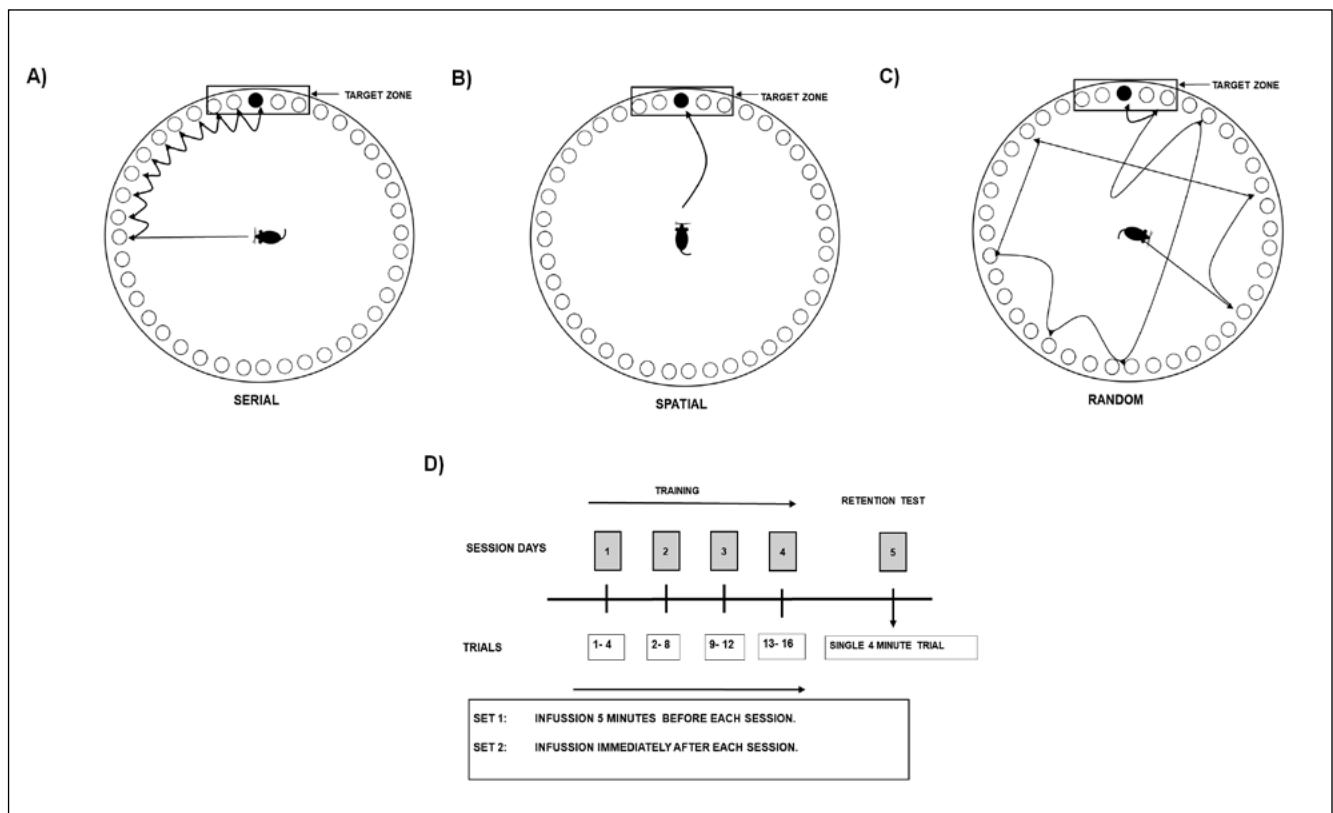 A)
TARGET ZONE
SERIAL
B)
TARGET ZONE
SPATIAL
C)
TARGET ZONE
RANDOM
D)
TRAINING
RETENTION TEST
SESSION DAYS
1
2
3
4
5
TRIALS
1- 4
2- 8
9- 12
13- 16
SINGLE 4 MINUTE TRIAL
SET 1: INFUSSION 5 MINUTES BEFORE EACH SESSION.
SET 2: INFUSSION IMMEDIATELY AFTER EACH SESSION.